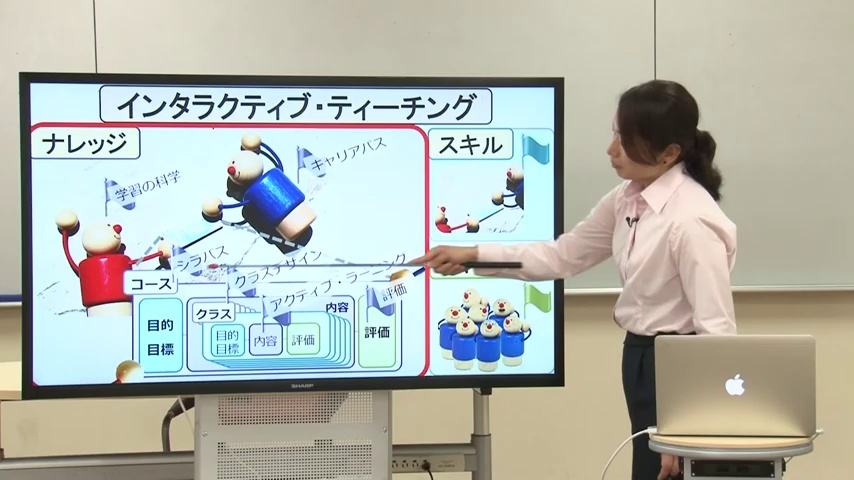 インタラクティブ・ティーチング
ナレッジ
スキル
キャリアパス
学習の科学
シラバス
クラスデザイン
アクティブ・ラーニング
評価
コース
目的
目標
クラス
目的
目標
内容
評価
内容
評価
SHARP